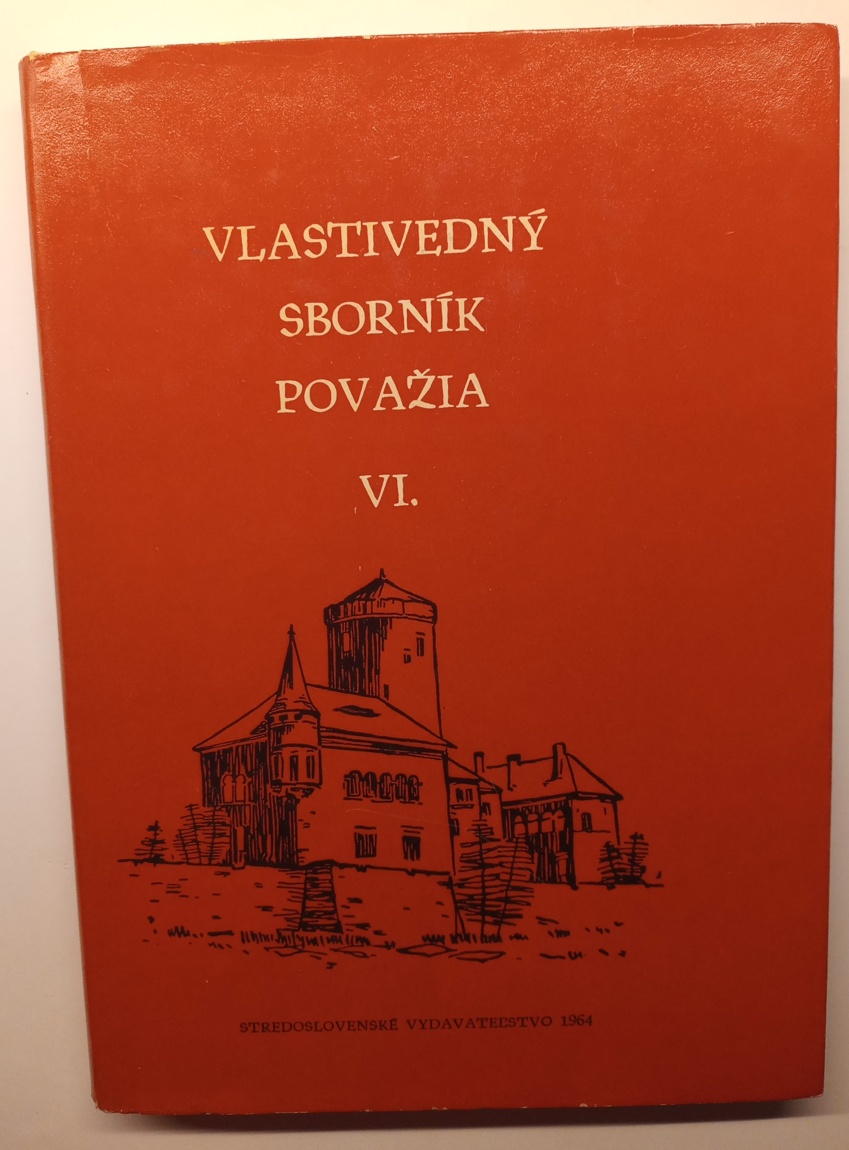 VLASTIVEDNÝ
SBORNÍK
POVAŽIA
VI.
STREDOSLOVENSKÉ VYDAVATEĽSTVO 1964